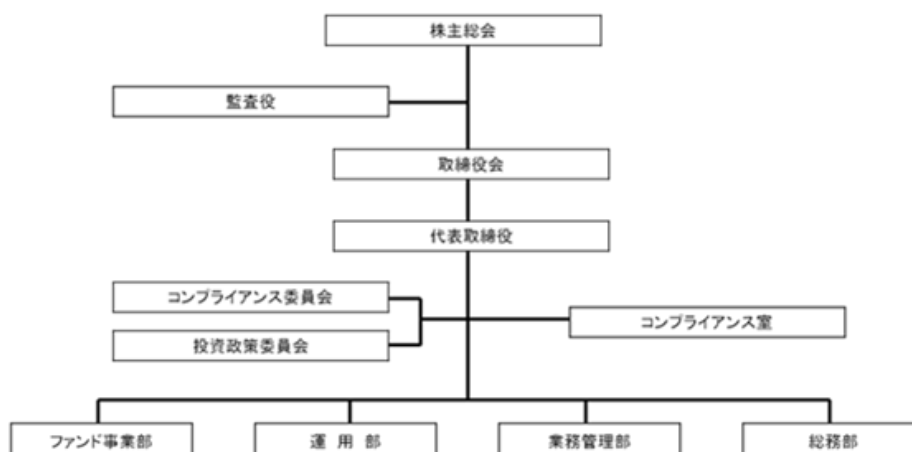 株主総会
監査役
取締役会
代表取締役
コンプライアンス委員会
コンプライアンス室
投資政策委員会
ファンド事業部
運 用 部
業務管理部
総務部